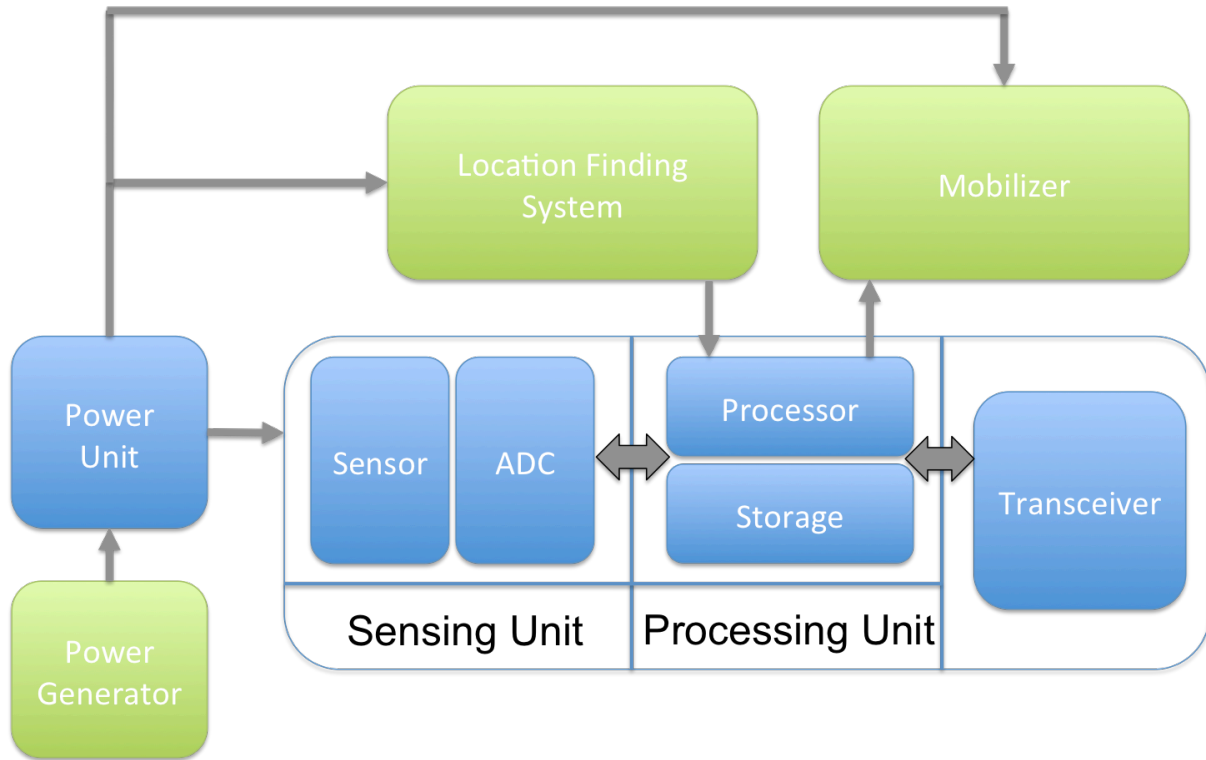 Location Finding
System
Mobilizer
Power
Unit
Sensor
ADC
Processor
Storage
Transceiver
Sensing Unit
Processing Unit
Power
Generator